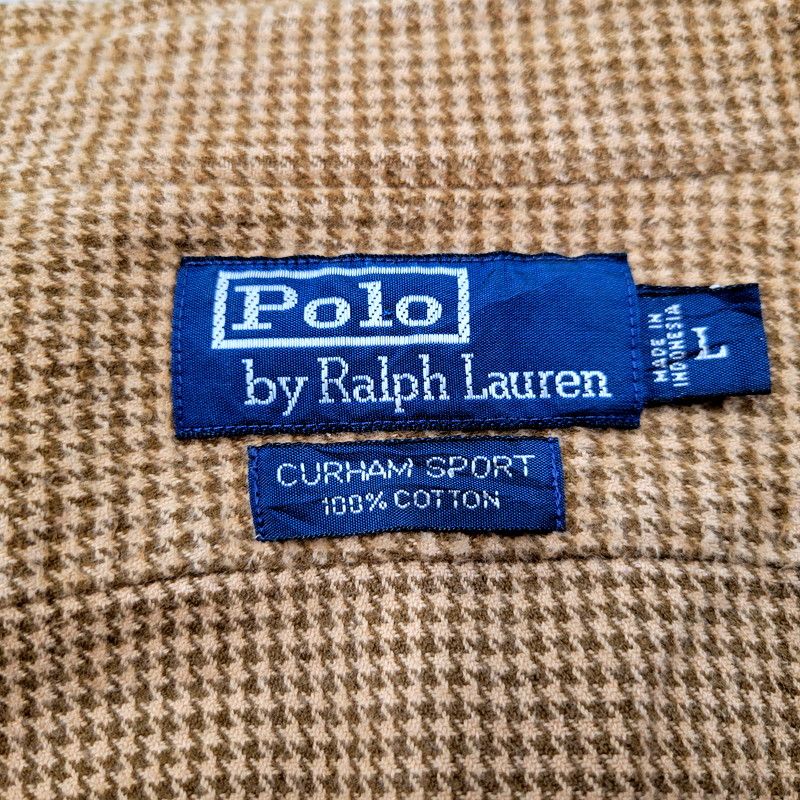 Polo
by Ralph Lauren
MADE IN
INDONESIA
L
CURHAM SPORT
100% COTTON